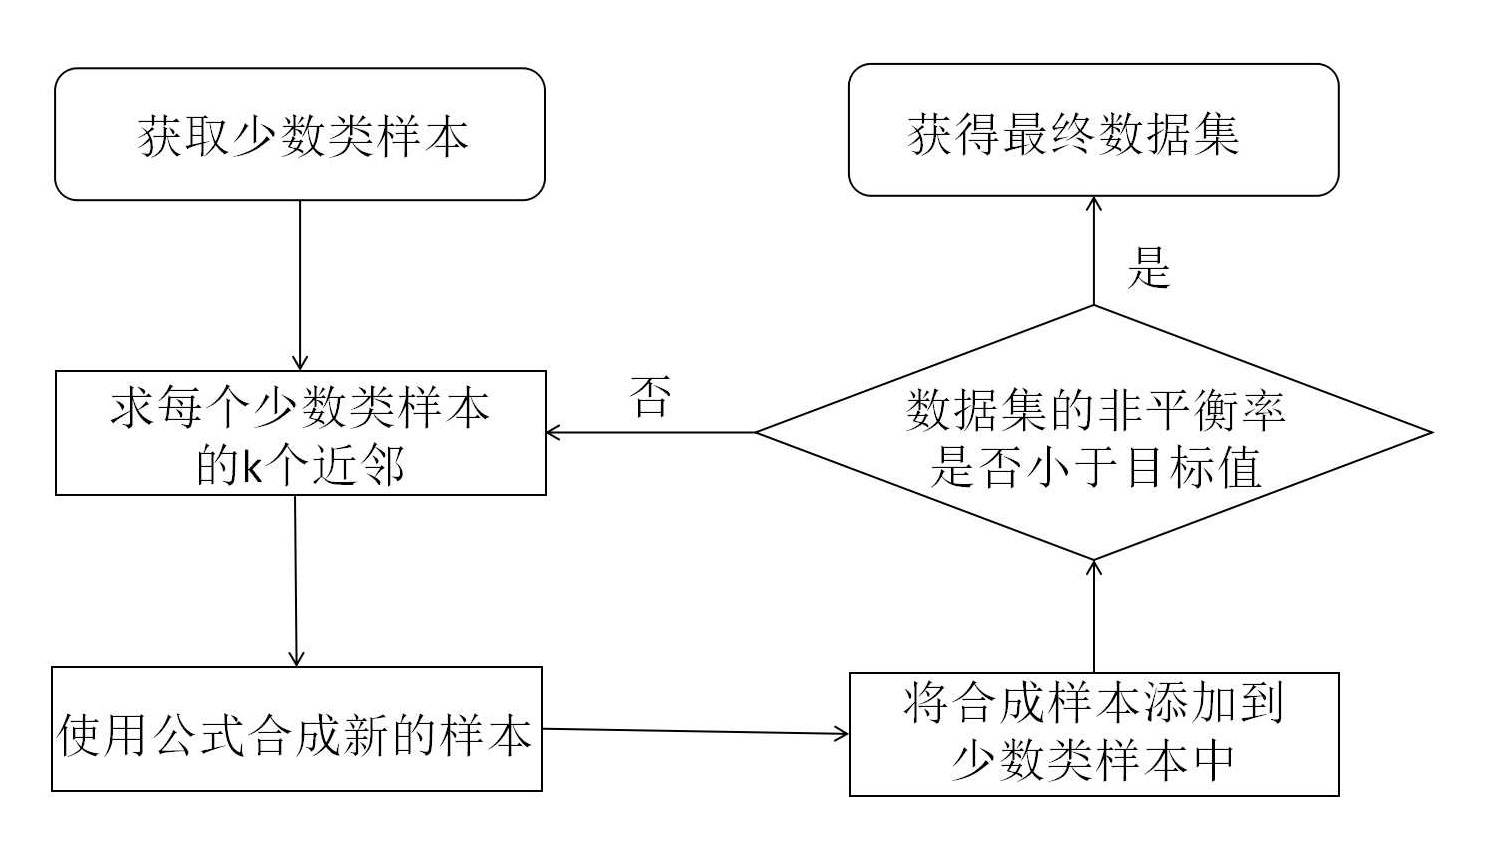 获取少数类样本
获得最终数据集
是
否
求每个少数类样本
的k个近邻
数据集的非平衡率
是否小于目标值
使用公式合成新的样本
将合成样本添加到
少数类样本中